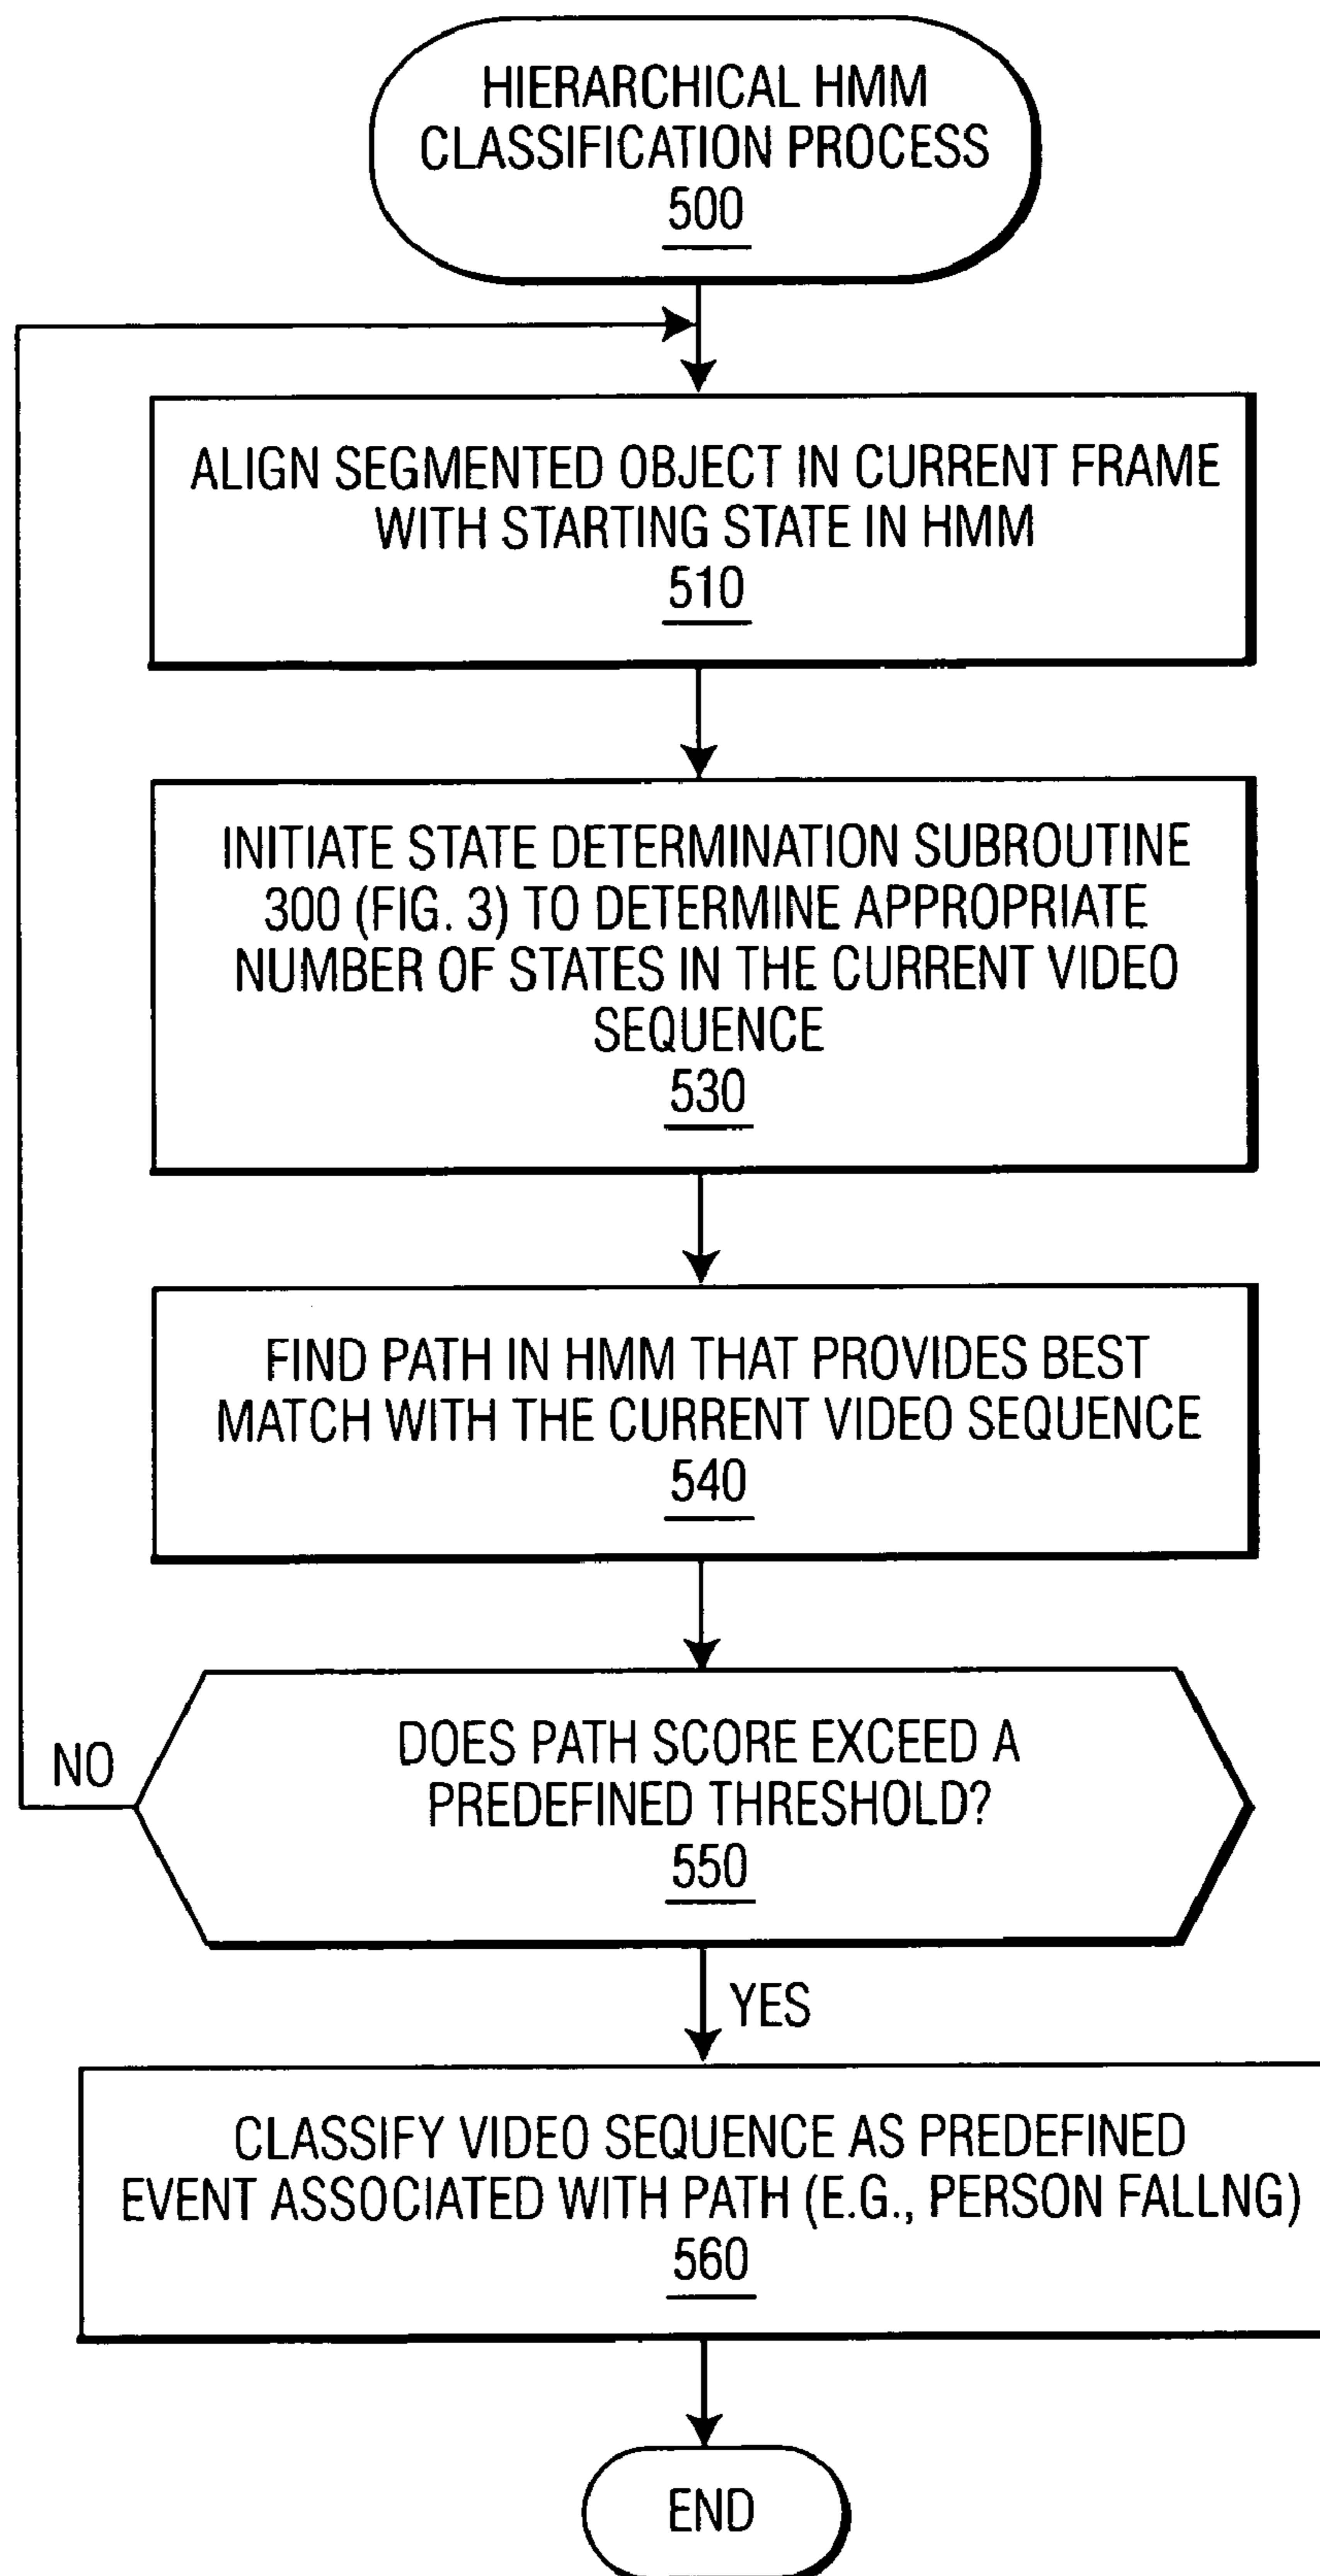 HIERARCHICAL HMM
CLASSIFICATION PROCESS
500
ALIGN SEGMENTED OBJECT IN CURRENT FRAME
WITH STARTING STATE IN HMM
510
INITIATE STATE DETERMINATION SUBROUTINE
300 (FIG. 3) TO DETERMINE APPROPRIATE
NUMBER OF STATES IN THE CURRENT VIDEO
SEQUENCE
530
FIND PATH IN HMM THAT PROVIDES BEST
MATCH WITH THE CURRENT VIDEO SEQUENCE
540
DOES PATH SCORE EXCEED A
PREDEFINED THRESHOLD?
550
NO
YES
CLASSIFY VIDEO SEQUENCE AS PREDEFINED
EVENT ASSOCIATED WITH PATH (E.G., PERSON FALLNG)
560
END